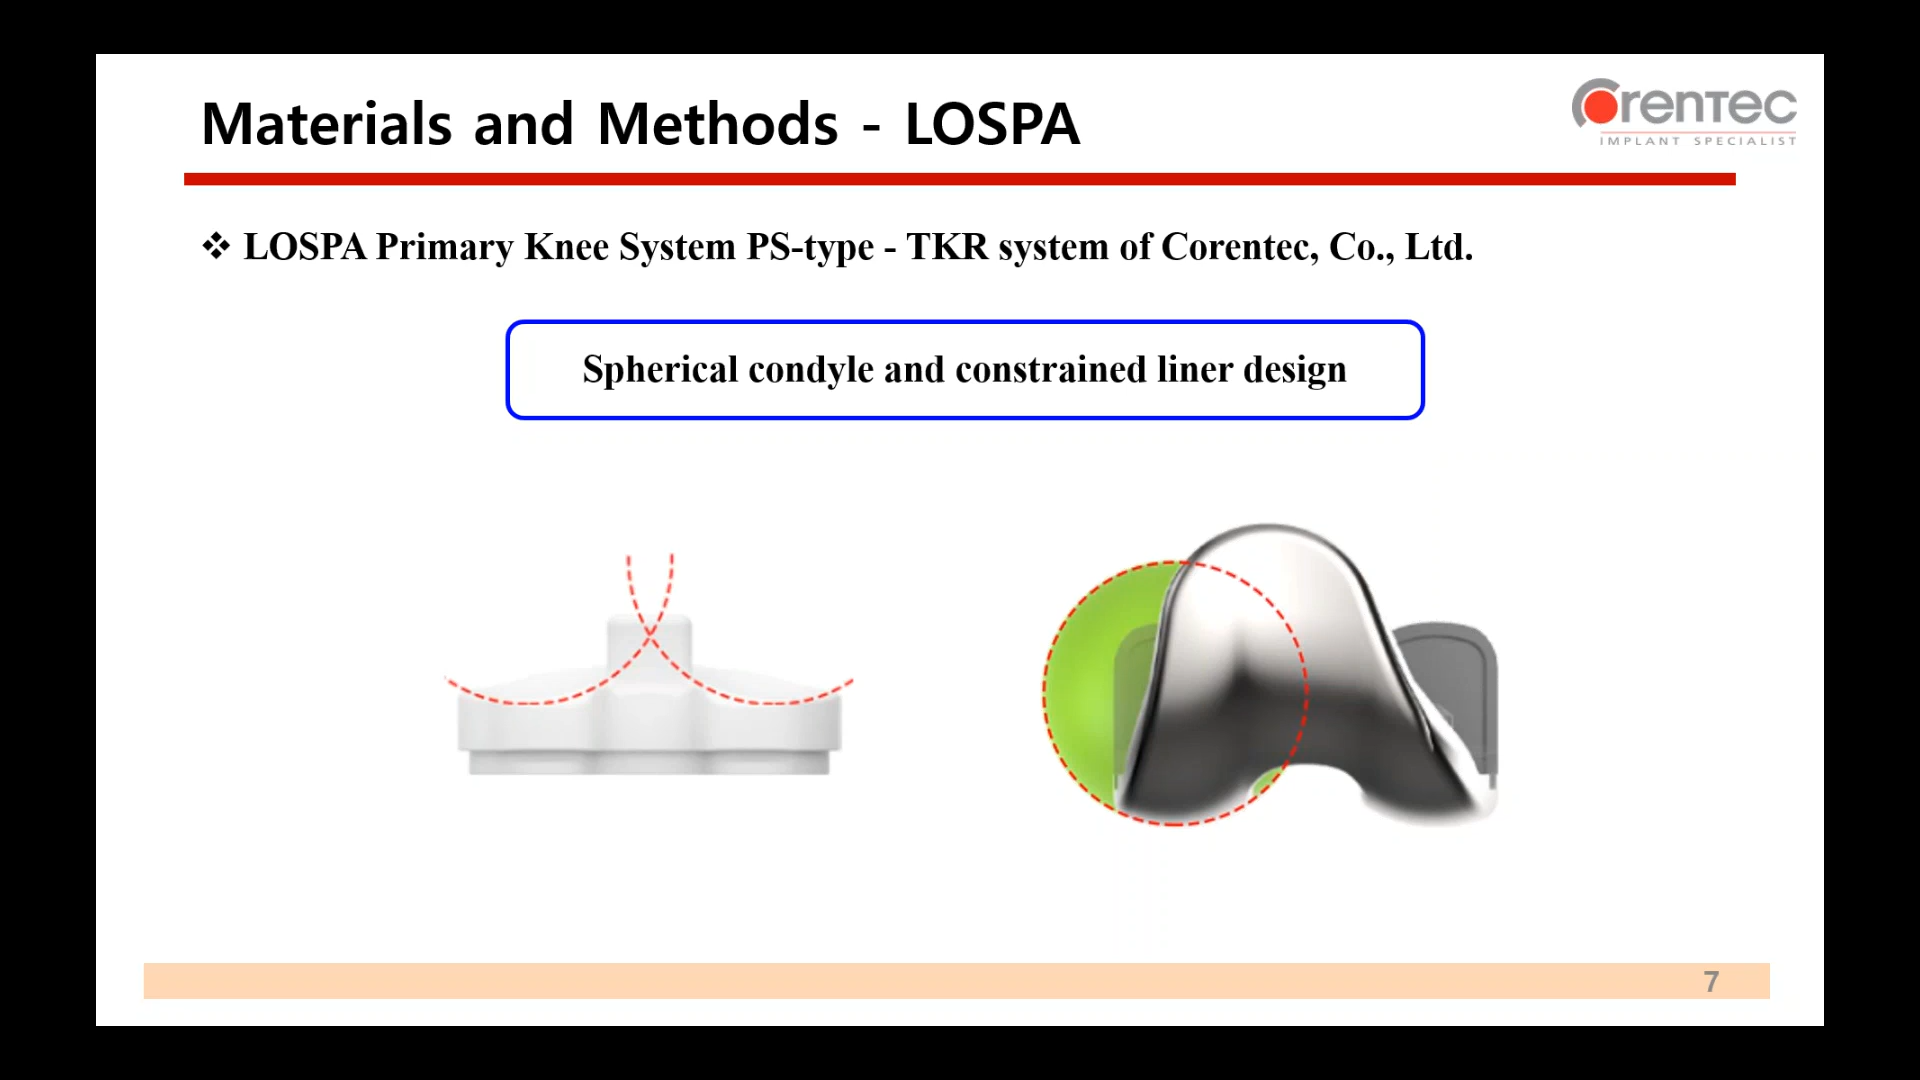 Materials and Methods - LOSPA
Corentec
IMPLANT SPECIALIST
❖ LOSPA Primary Knee System PS-type - TKR system of Corentec, Co., Ltd.
Spherical condyle and constrained liner design
7